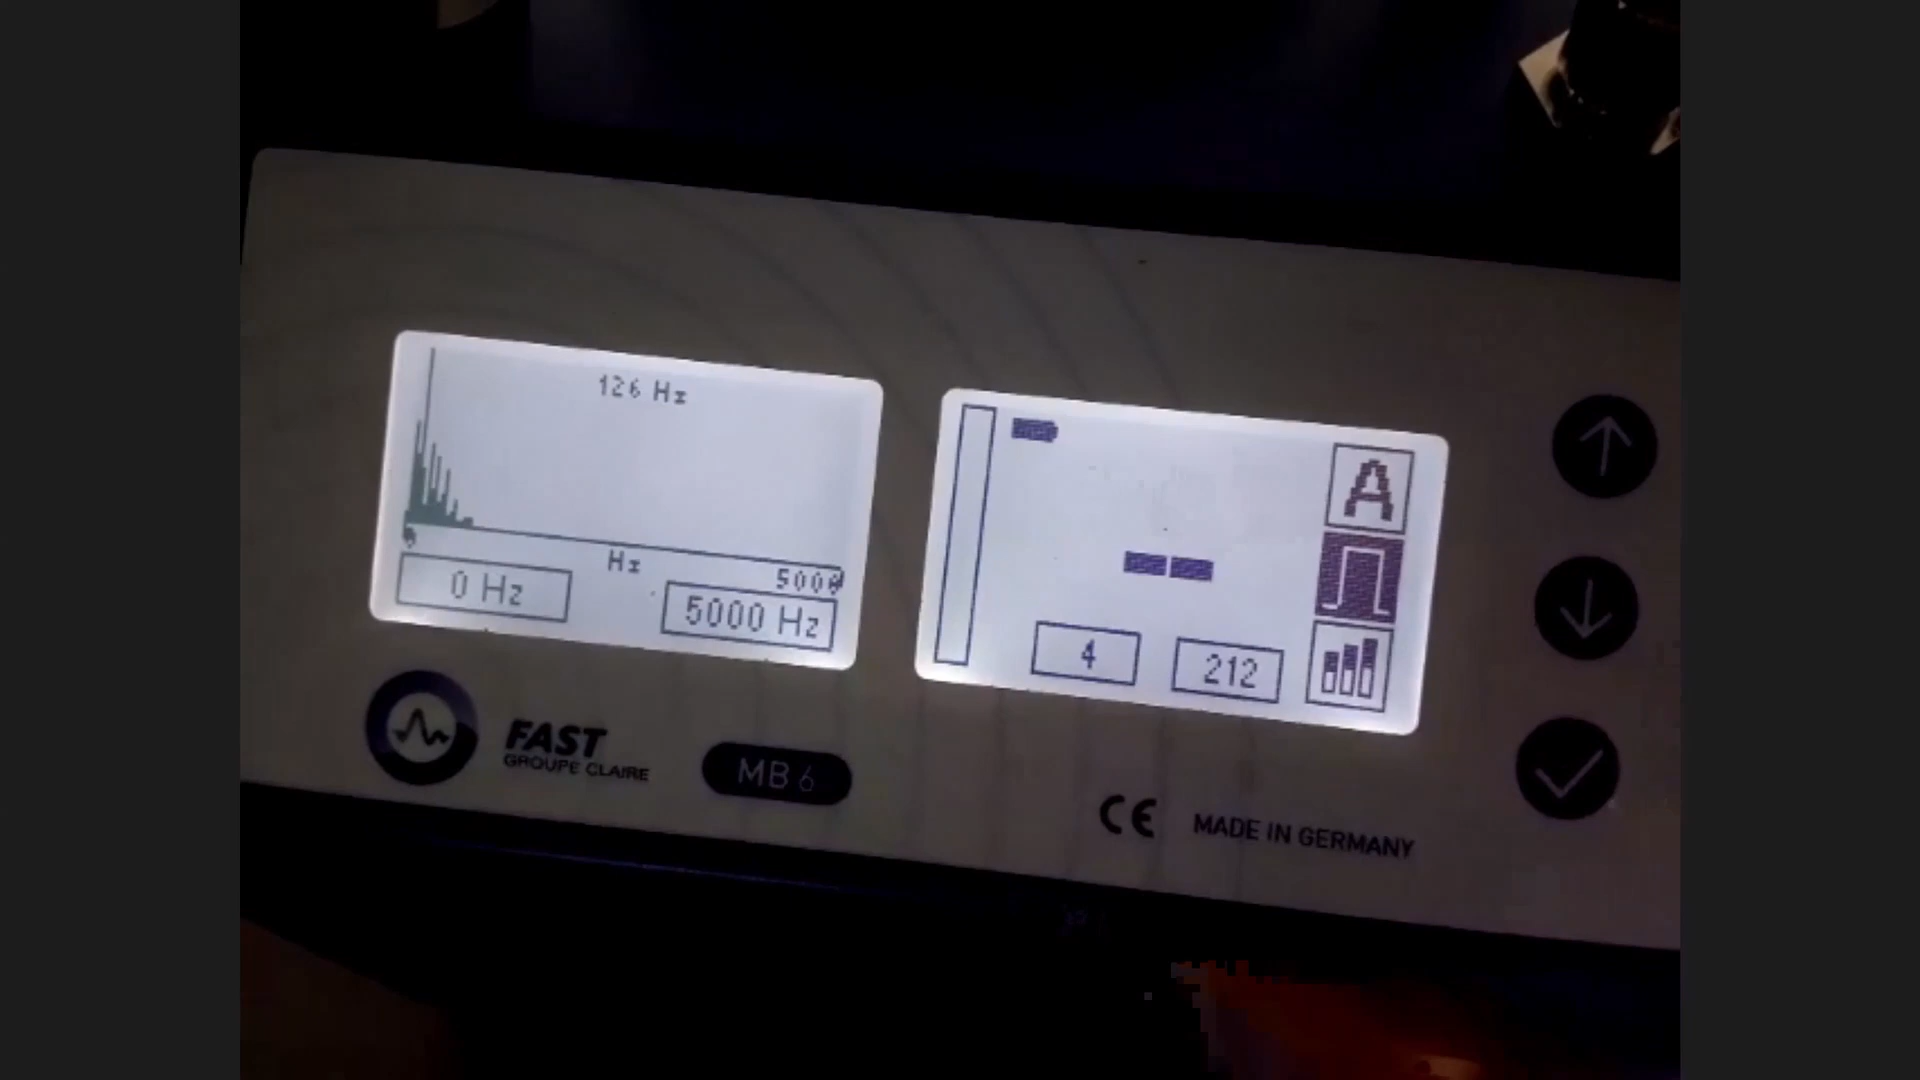 126 Hz
Hz
5000
0 Hz
5000 Hz
A
4
212
FAST
GROUPE CLAIRE
MB 6
CE
MADE IN GERMANY